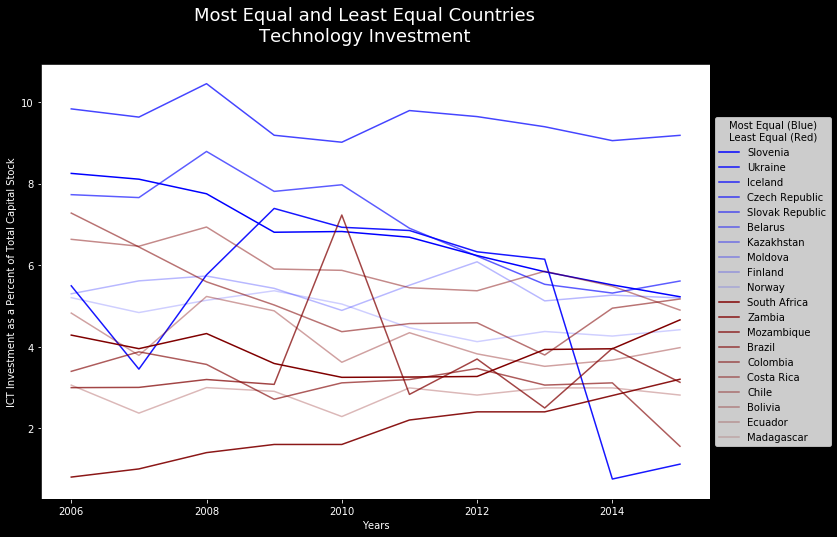 Most Equal and Least Equal Countries
Technology Investment
ICT Investment as a Percent of Total Capital Stock
10
8
6
4
2
2006
2008
2010
2012
2014
Years
Most Equal (Blue)
Least Equal (Red)
Slovenia
Ukraine
Iceland
Czech Republic
Slovak Republic
Belarus
Kazakhstan
Moldova
Finland
Norway
South Africa
Zambia
Mozambique
Brazil
Colombia
Costa Rica
Chile
Bolivia
Ecuador
Madagascar